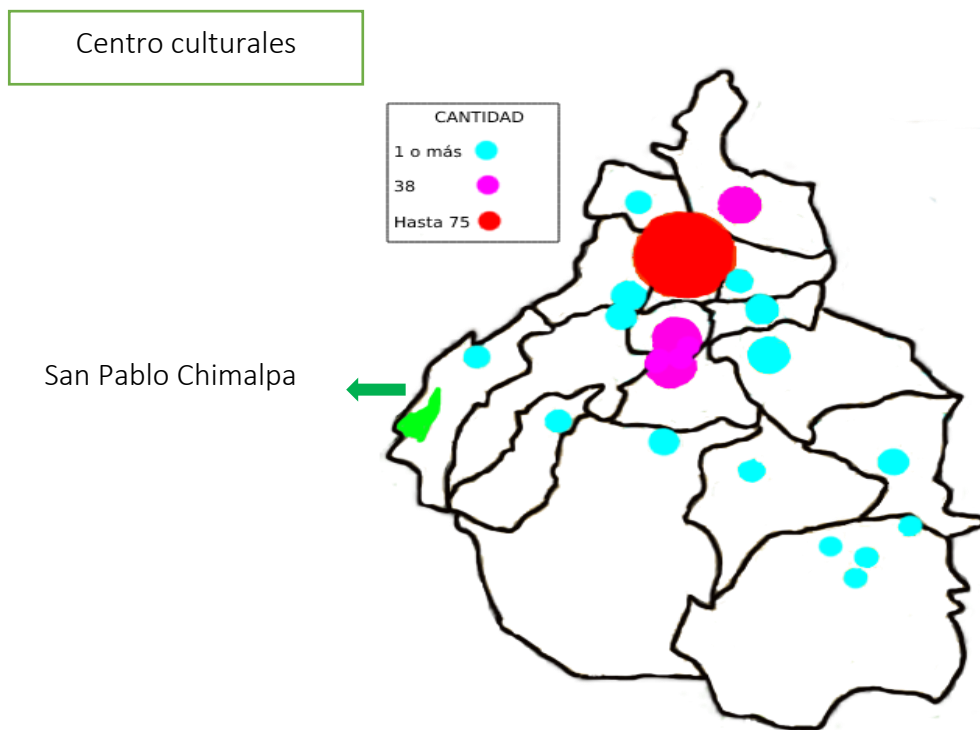 Centro culturales
CANTIDAD
1 o más
38
Hasta 75
San Pablo Chimalpa